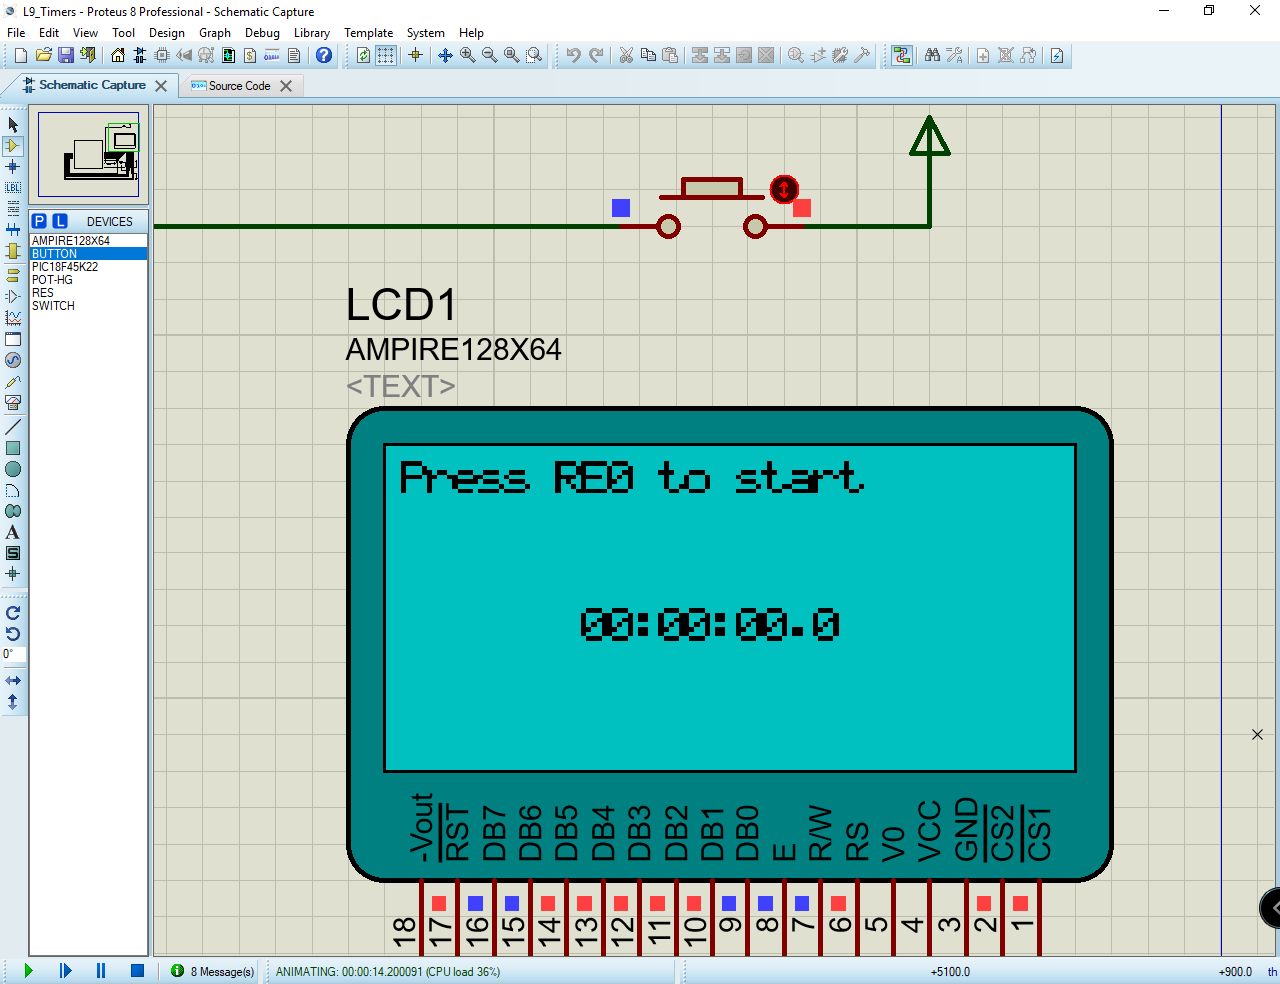 L9_Timers - Proteus 8 Professional - Schematic Capture
File Edit View Tool Design Graph Debug Library Template System Help
Schematic Capture
Source Code
LBL
P L DEVICES
AMPIRE128X64
BUTTON
PIC18F45K22
POT-HG
RES
SWITCH
A
S
0°
LCD1
AMPIRE128X64
<TEXT>
Press RE0 to start.
00:00:00.0
-Vout RST DB7 DB6 DB5 DB4 DB3 DB2 DB1 DB0 E R/W RS V0 VCC GND CS2 CS1
18 17 16 15 14 13 12 11 10 9 8 7 6 5 4 3 2 1
8 Message(s) ANIMATING: 00:00:14.200091 (CPU load 36%) +5100.0 +900.0 th